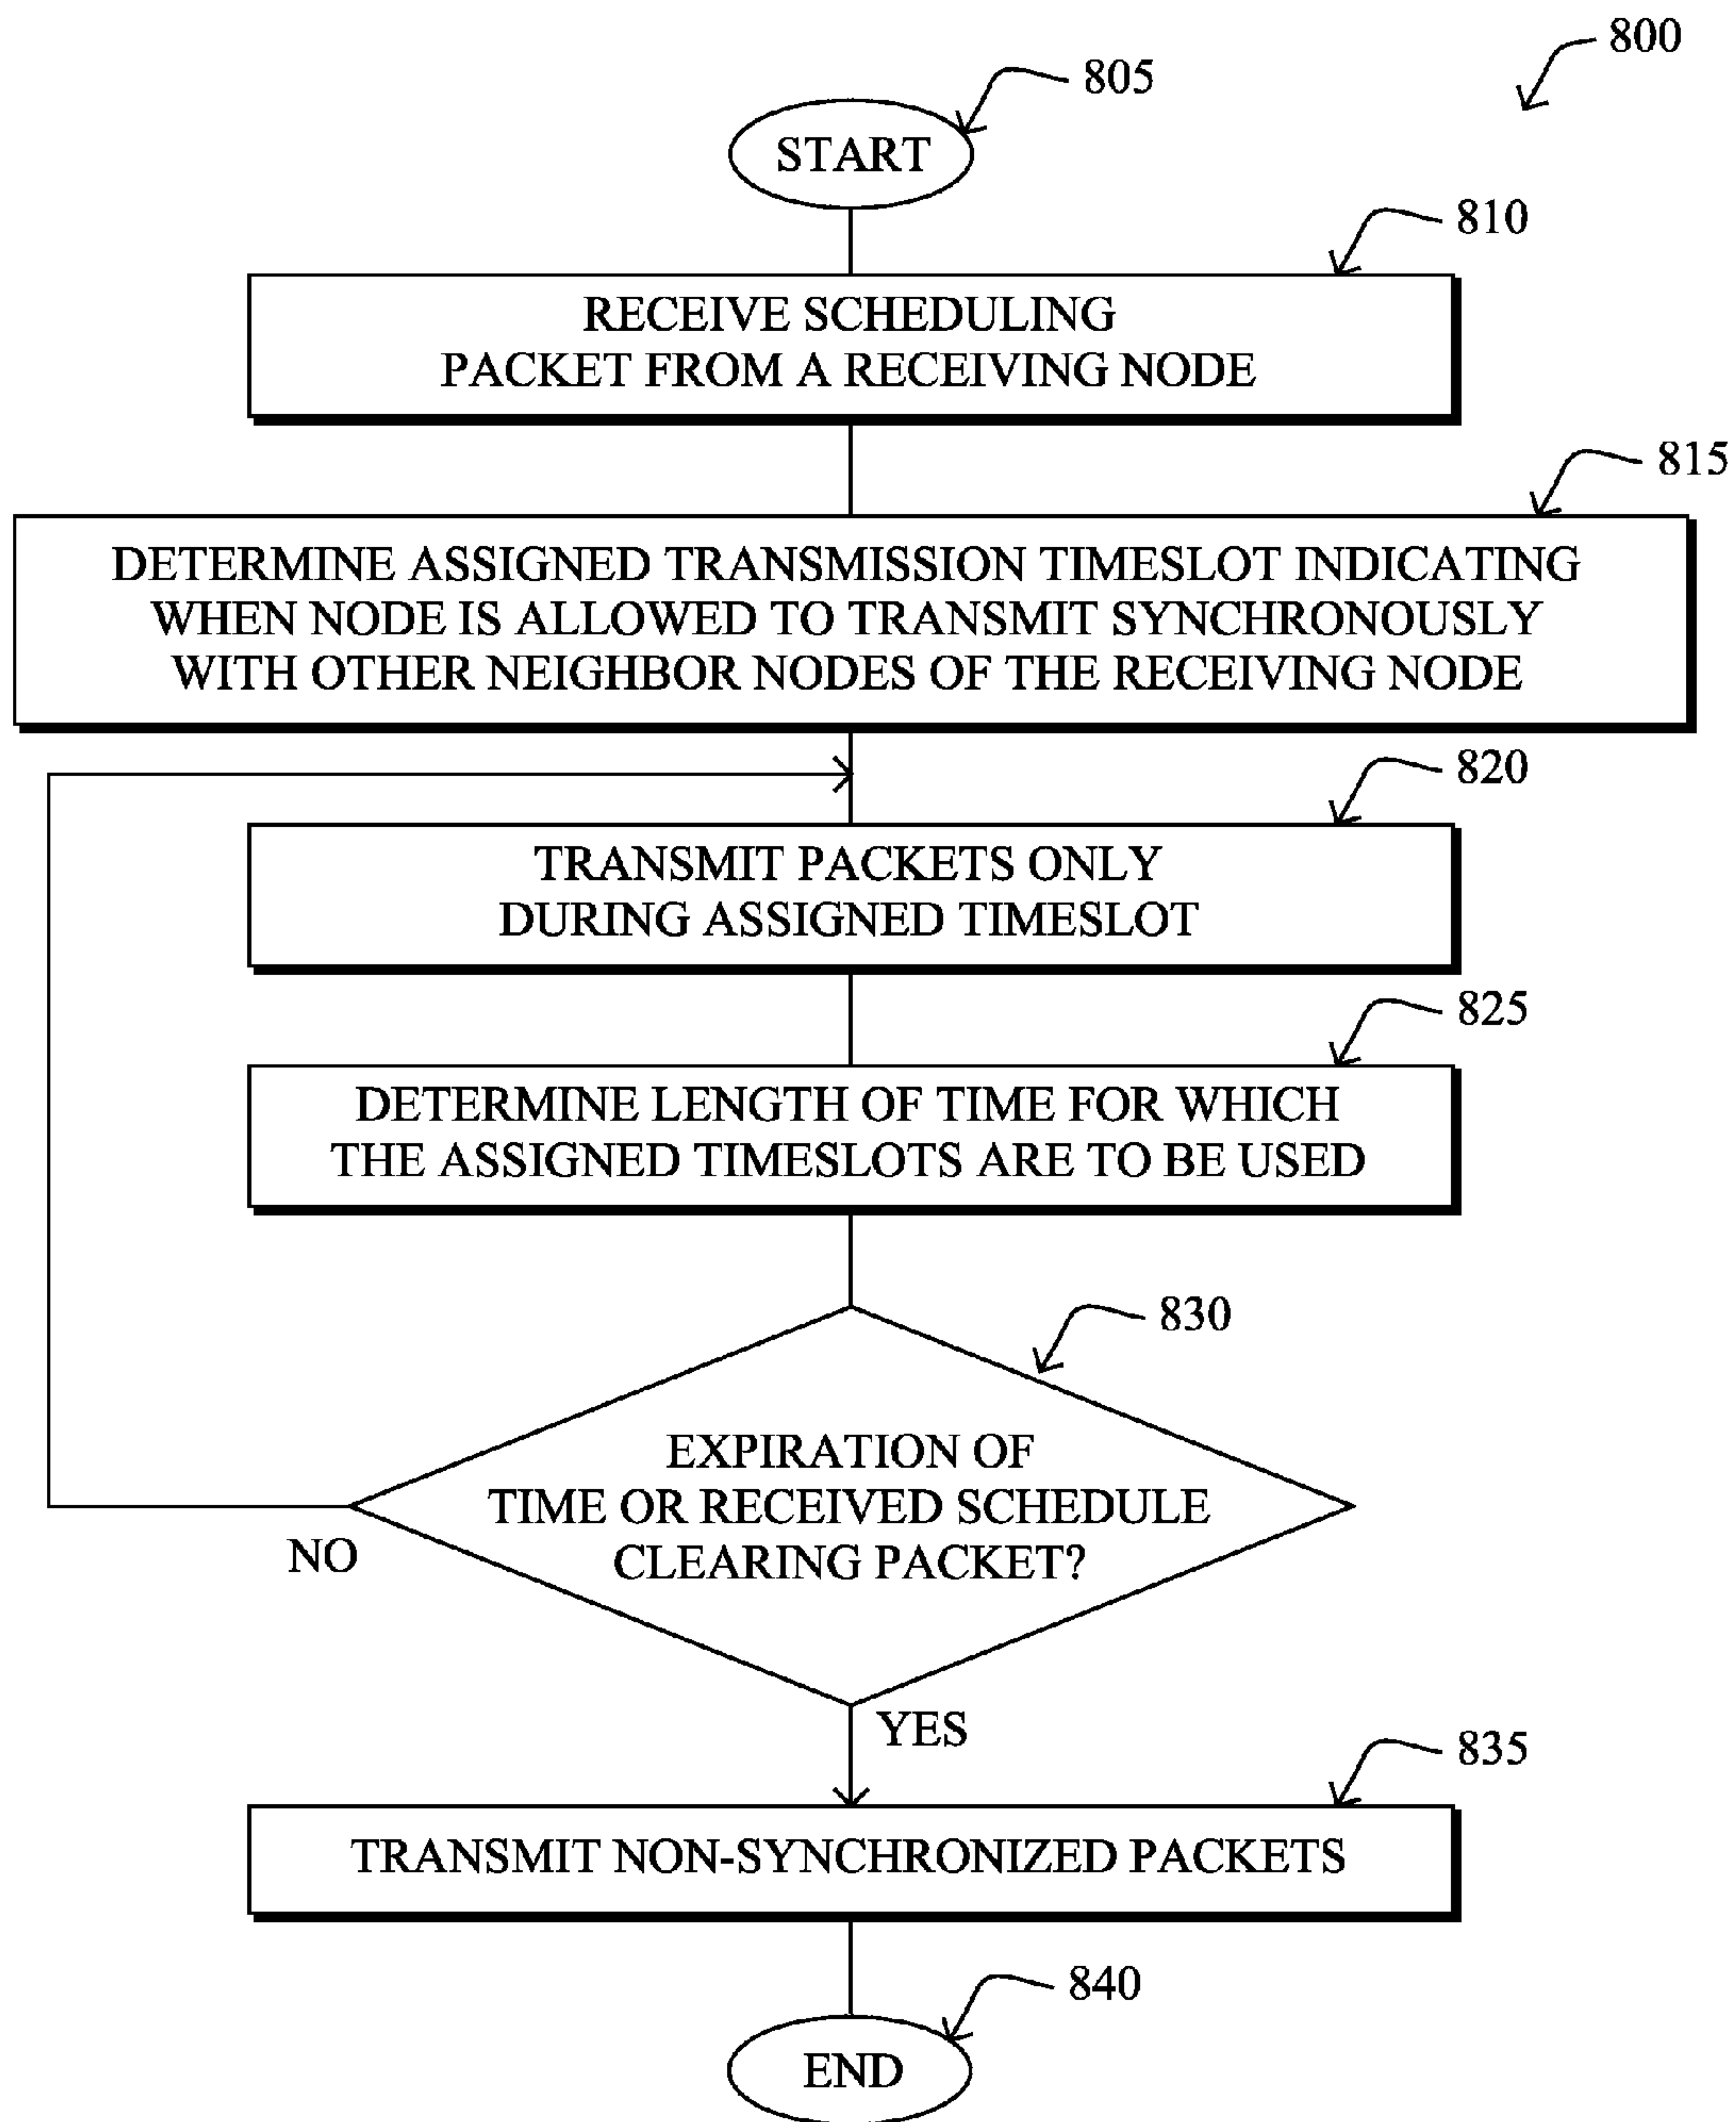 800
805
START
810
RECEIVE SCHEDULING
PACKET FROM A RECEIVING NODE
815
DETERMINE ASSIGNED TRANSMISSION TIMESLOT INDICATING
WHEN NODE IS ALLOWED TO TRANSMIT SYNCHRONOUSLY
WITH OTHER NEIGHBOR NODES OF THE RECEIVING NODE
820
TRANSMIT PACKETS ONLY
DURING ASSIGNED TIMESLOT
825
DETERMINE LENGTH OF TIME FOR WHICH
THE ASSIGNED TIMESLOTS ARE TO BE USED
830
EXPIRATION OF
TIME OR RECEIVED SCHEDULE
CLEARING PACKET?
NO
YES
835
TRANSMIT NON-SYNCHRONIZED PACKETS
840
END